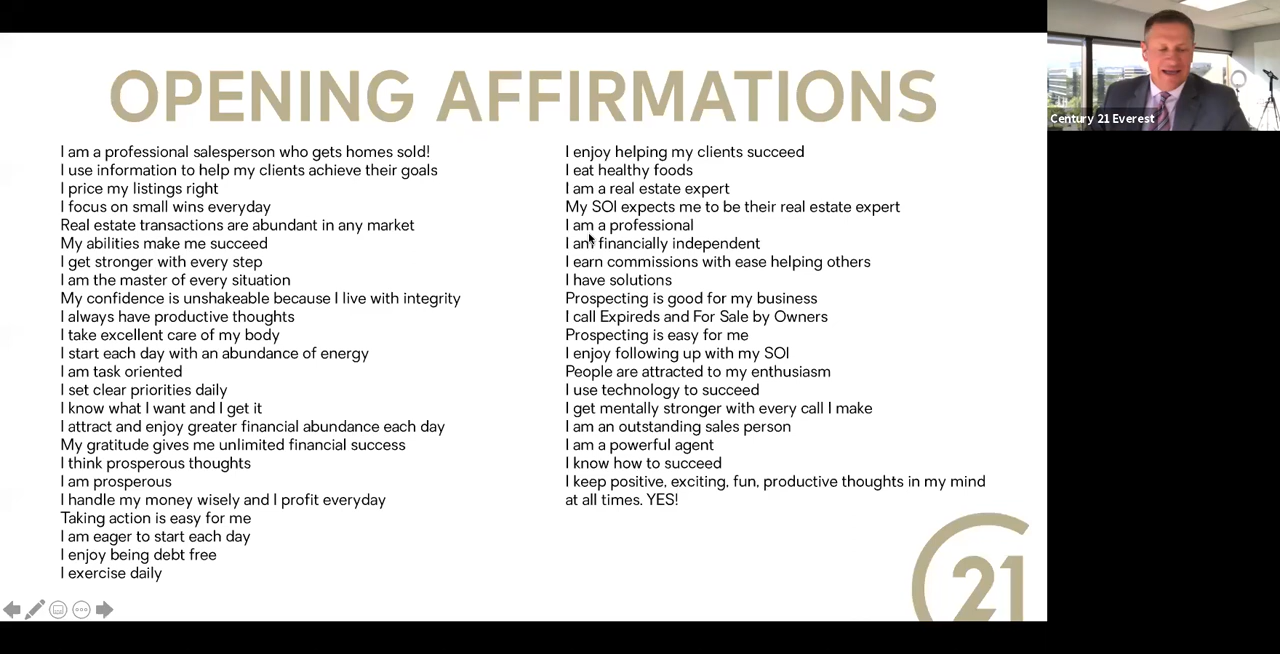 OPENING AFFIRMATIONS
I am a professional salesperson who gets homes sold!
I use information to help my clients achieve their goals
I price my listings right
I focus on small wins everyday
Real estate transactions are abundant in any market
My abilities make me succeed
I get stronger with every step
I am the master of every situation
My confidence is unshakeable because I live with integrity
I always have productive thoughts
I take excellent care of my body
I start each day with an abundance of energy
I am task oriented
I set clear priorities daily
I know what I want and I get it
I attract and enjoy greater financial abundance each day
My gratitude gives me unlimited financial success
I think prosperous thoughts
I am prosperous
I handle my money wisely and I profit everyday
Taking action is easy for me
I am eager to start each day
I enjoy being debt free
I exercise daily
I enjoy helping my clients succeed
I eat healthy foods
I am a real estate expert
My SOI expects me to be their real estate expert
I am a professional
I am financially independent
I earn commissions with ease helping others
I have solutions
Prospecting is good for my business
I call Expireds and For Sale by Owners
Prospecting is easy for me
I enjoy following up with my SOI
People are attracted to my enthusiasm
I use technology to succeed
I get mentally stronger with every call I make
I am an outstanding sales person
I am a powerful agent
I know how to succeed
I keep positive, exciting, fun, productive thoughts in my mind
at all times. YES!
C21
Century 21 Everest